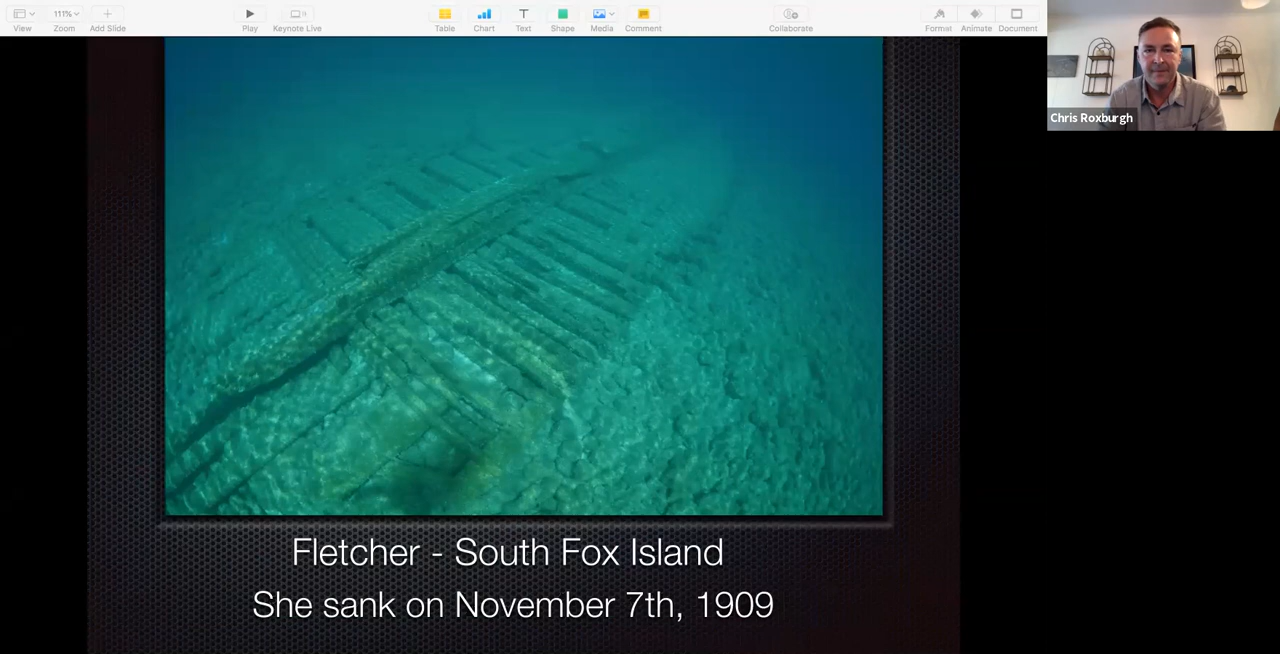 111%
View
Zoom
Add Slide
Play
Keynote Live
Table
Chart
Text
Shape
Media
Comment
Collaborate
Format
Animate
Document
Chris Roxburgh
Fletcher - South Fox Island
She sank on November 7th, 1909